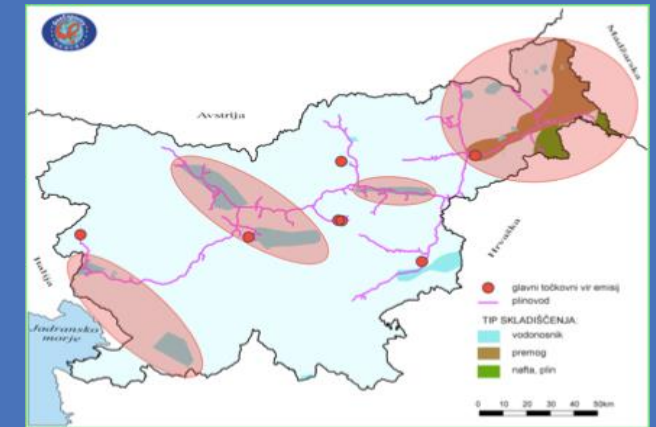 Madžarska
Avstrija
Hrvaška
Italija
Jadransko
morje
glavni točkovni vir emisij
plinovod
TIP SKLADIŠČENJA:
vodonosnik
premog
nafta, plin
0 10 20 30 40 50km